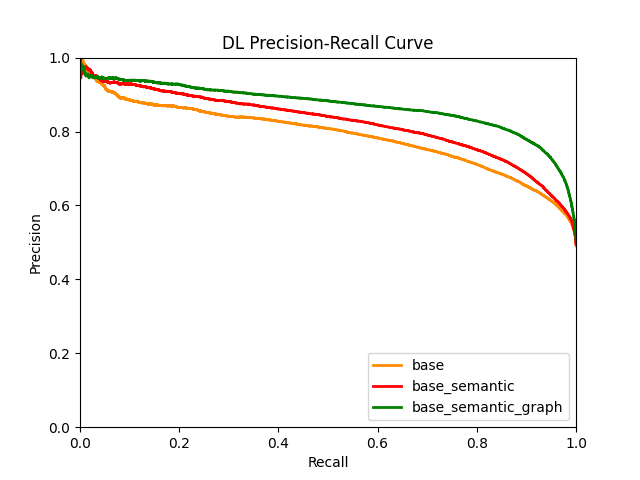 DL Precision-Recall Curve
1.0
0.8
0.6
0.4
0.2
0.0
Precision
0.0 0.2 0.4 0.6 0.8 1.0
Recall
base
base_semantic
base_semantic_graph